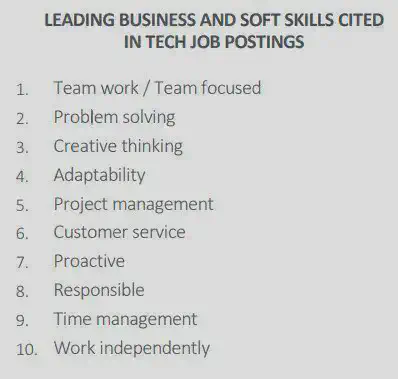 LEADING BUSINESS AND SOFT SKILLS CITED
IN TECH JOB POSTINGS
1. Team work / Team focused
2. Problem solving
3. Creative thinking
4. Adaptability
5. Project management
6. Customer service
7. Proactive
8. Responsible
9. Time management
10. Work independently